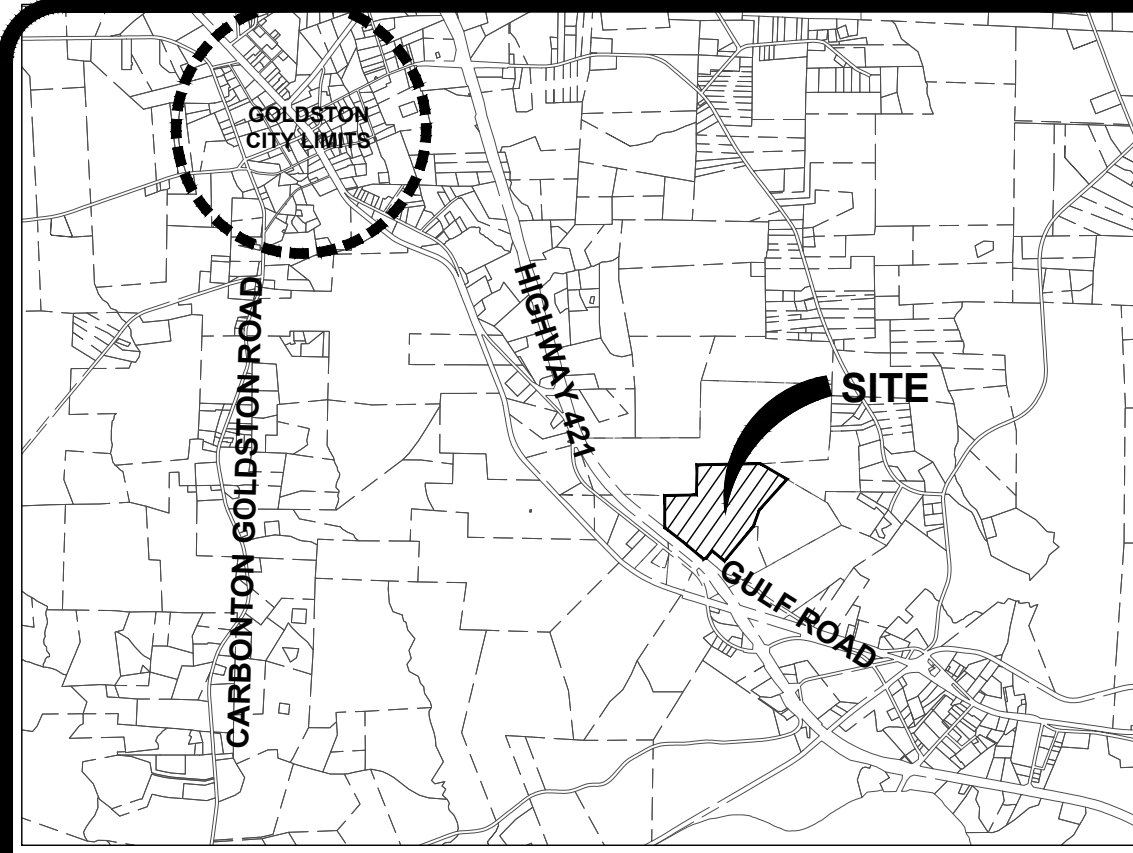 GOLDSTON
CITY LIMITS
HIGHWAY 421
CARBONTON GOLDSTON ROAD
SITE
GULF ROAD